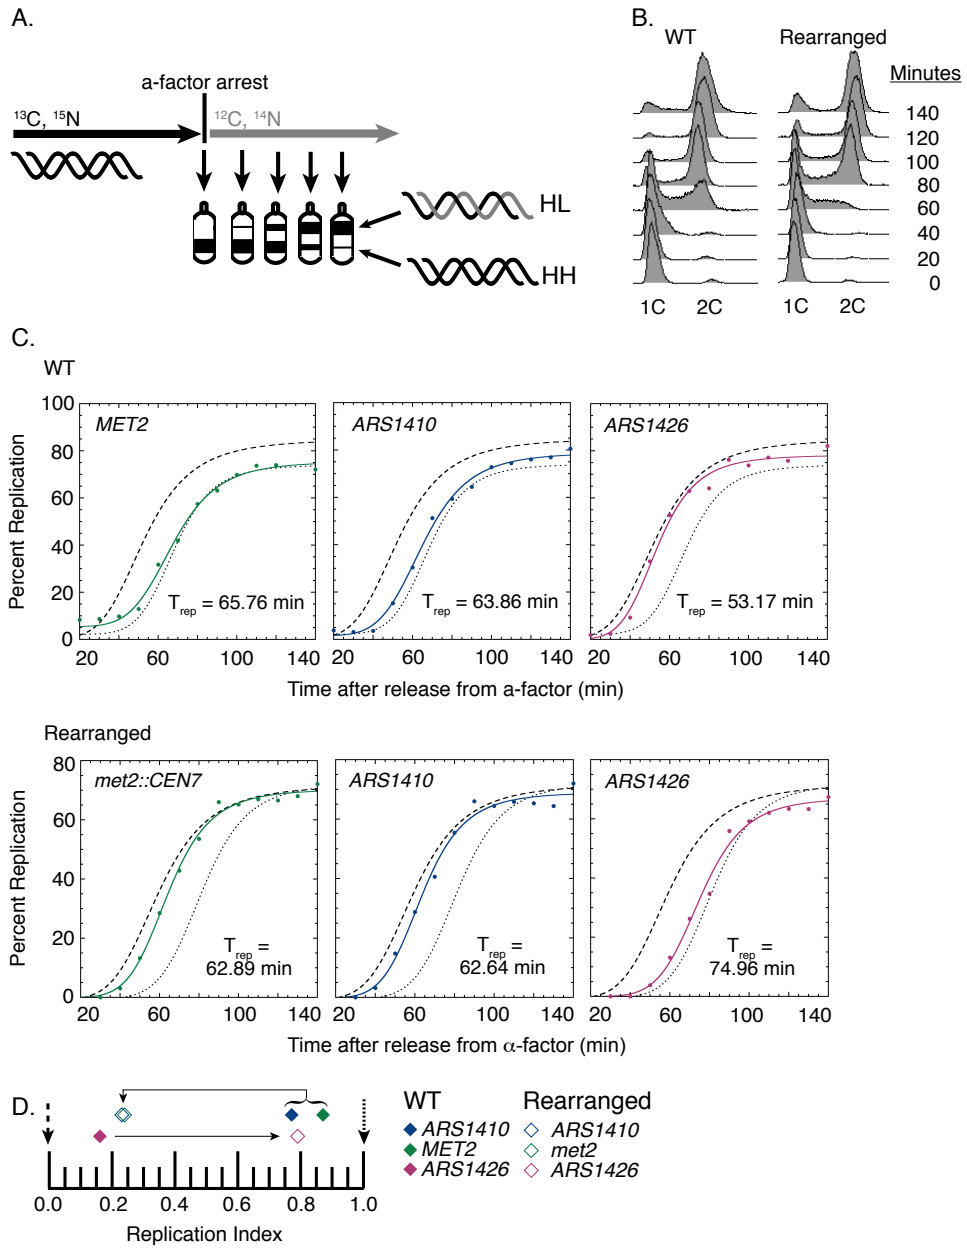 A.
a-factor arrest
¹³C, ¹⁵N
¹²C, ¹⁴N
HL
HH
B.
WT
Rearranged
Minutes
140
120
100
80
60
40
20
0
1C 2C 1C 2C
C.
WT
Percent Replication
100
80
60
40
20
0
MET2
T_rep = 65.76 min
20 60 100 140
ARS1410
T_rep = 63.86 min
20 60 100 140
ARS1426
T_rep = 53.17 min
20 60 100 140
Time after release from a-factor (min)
Rearranged
Percent Replication
80
60
40
20
0
met2::CEN7
T_rep =
62.89 min
20 60 100 140
ARS1410
T_rep =
62.64 min
20 60 100 140
ARS1426
T_rep =
74.96 min
20 60 100 140
Time after release from α-factor (min)
D.
0.0 0.2 0.4 0.6 0.8 1.0
Replication Index
WT
ARS1410
MET2
ARS1426
Rearranged
ARS1410
met2
ARS1426